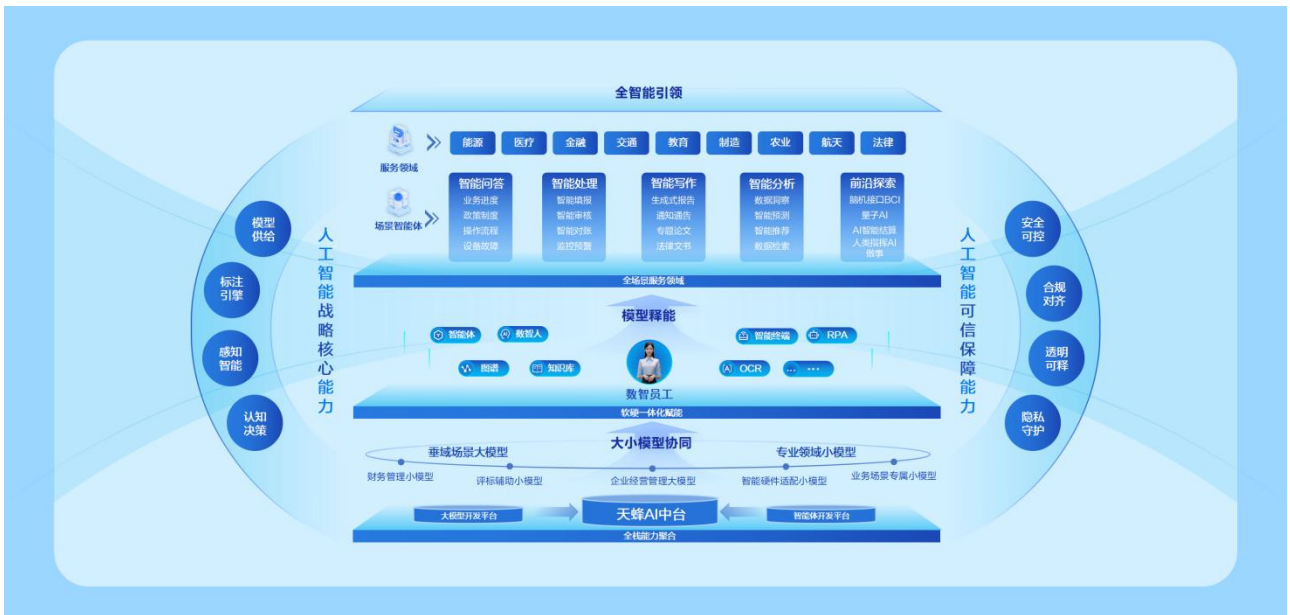 全智能引领
服务领域
能源
医疗
金融
交通
教育
制造
农业
航天
法律
场景智能体
智能问答
业务进度
政策制度
操作流程
设备故障
智能处理
智能填报
智能审核
智能对账
监控预警
智能写作
生成式报告
通知通告
专题论文
法律文书
智能分析
数据洞察
智能预测
智能推荐
数据检索
前沿探索
脑机接口BCI
量子AI
AI智能结算
人类指挥AI
做事
全场景服务领域
模型
供给
标注
引擎
感知
智能
认知
决策
人工智能战略核心能力
模型释能
智能体
数智人
智能终端
RPA
图谱
知识库
OCR
...
数智员工
软硬一体化赋能
大小模型协同
垂域场景大模型
专业领域小模型
财务管理小模型
评标辅助小模型
企业经营管理大模型
智能硬件适配小模型
业务场景专属小模型
大模型开发平台
天蜂AI中台
智能体开发平台
全栈能力聚合
人工智能可信保障能力
安全
可控
合规
对齐
透明
可释
隐私
守护